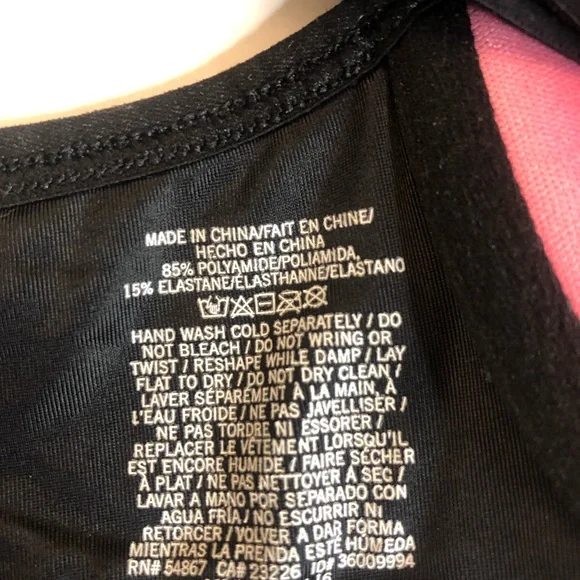 MADE IN CHINA/FAIT EN CHINE/
HECHO EN CHINA
85% POLYAMIDE/POLIAMIDA,
15% ELASTANE/ÉLASTHANNE/ELASTANO
HAND WASH COLD SEPARATELY / DO
NOT BLEACH / DO NOT WRING OR
TWIST / RESHAPE WHILE DAMP / LAY
FLAT TO DRY / DO NOT DRY CLEAN /
LAVER SÉPARÉMENT À LA MAIN, À
L'EAU FROIDE / NE PAS JAVELLISER /
NE PAS TORDRE NI ESSORER /
REPLACER LE VÊTEMENT LORSQU'IL
EST ENCORE HUMIDE / FAIRE SÉCHER
À PLAT / NE PAS NETTOYER À SEC /
LAVAR A MANO POR SEPARADO CON
AGUA FRÍA / NO ESCURRIR NI
RETORCER / VOLVER A DAR FORMA
MIENTRAS LA PRENDA ESTÉ HÚMEDA
RN# 54867 CA# 23226 ID# 36009994